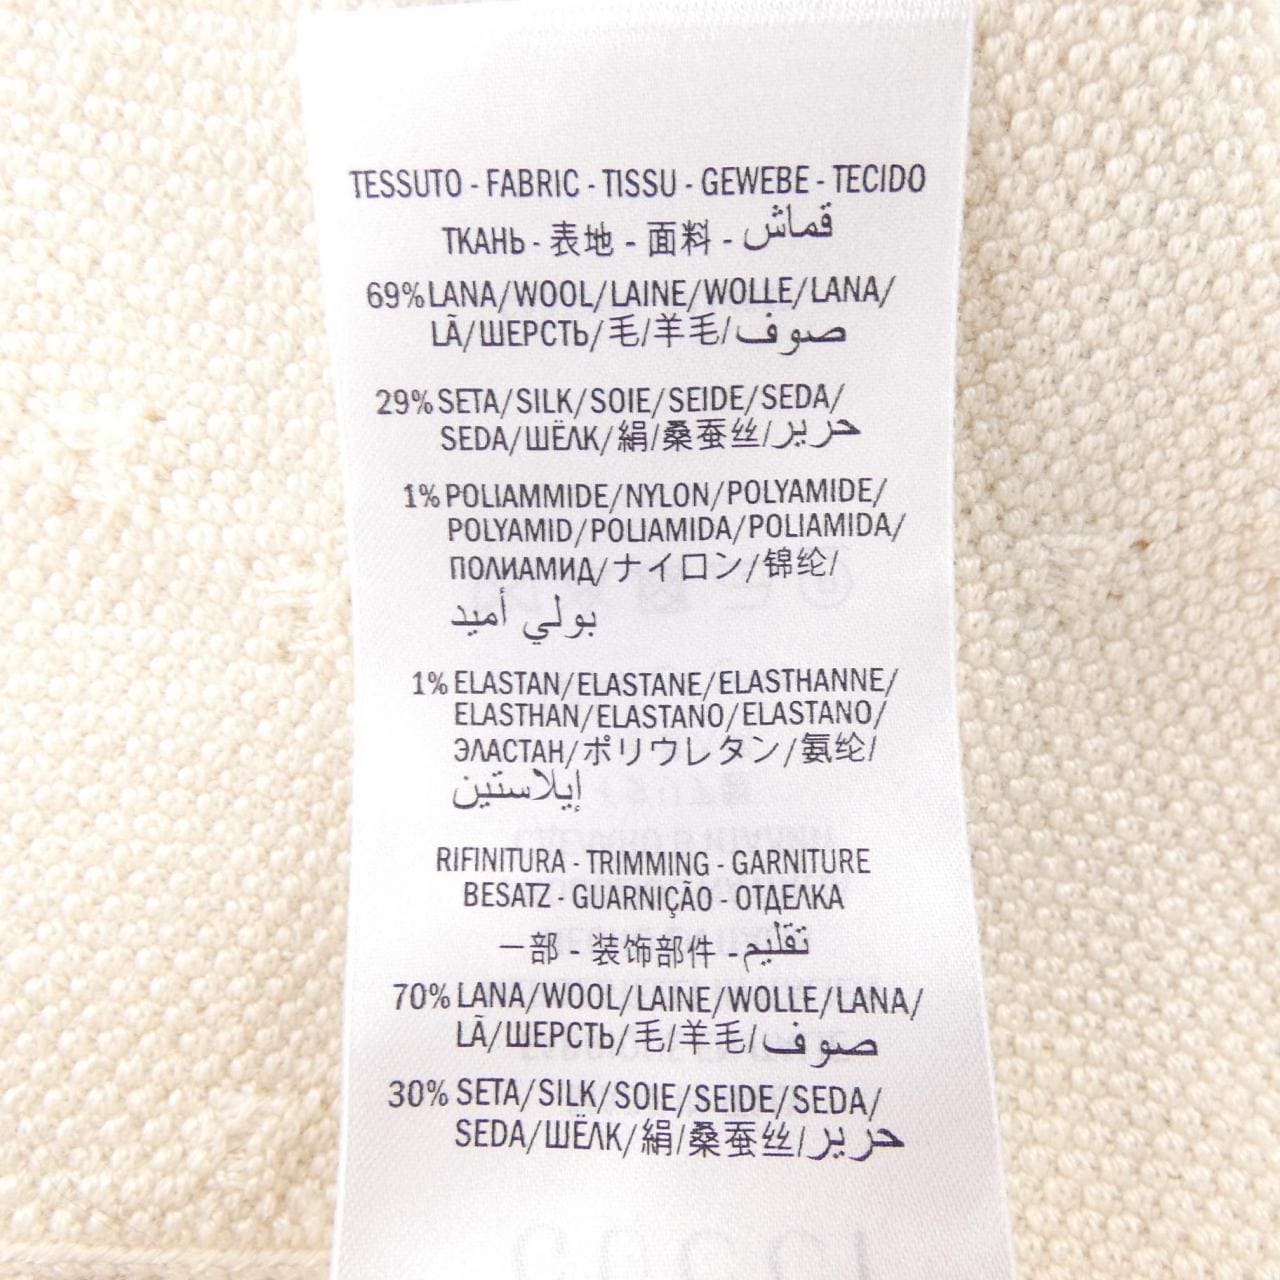 TESSUTO - FABRIC - TISSU - GEWEBE - TECIDO
ТКАНЬ - 表地 - 面料 - قماش
69% LANA/WOOL/LAINE/WOLLE/LANA/
LÃ/ШЕРСТЬ/毛/羊毛/صوف
29% SETA/SILK/SOIE/SEIDE/SEDA/
SEDA/ШЁЛК/絹/桑蚕丝/حرير
1% POLIAMMIDE/NYLON/POLYAMIDE/
POLYAMID/POLIAMIDA/POLIAMIDA/
ПОЛИАМИД/ナイロン/锦纶/
بولي أميد
1% ELASTAN/ELASTANE/ELASTHANNE/
ELASTHAN/ELASTANO/ELASTANO/
ЭЛАСТАН/ポリウレタン/氨纶/
إيلاستين
RIFINITURA - TRIMMING - GARNITURE
BESATZ - GUARNIÇÃO - ОТДЕЛКА
一部 - 装饰部件 - تقليم
70% LANA/WOOL/LAINE/WOLLE/LANA/
LÃ/ШЕРСТЬ/毛/羊毛/صوف
30% SETA/SILK/SOIE/SEIDE/SEDA/
SEDA/ШЁЛК/絹/桑蚕丝/حرير